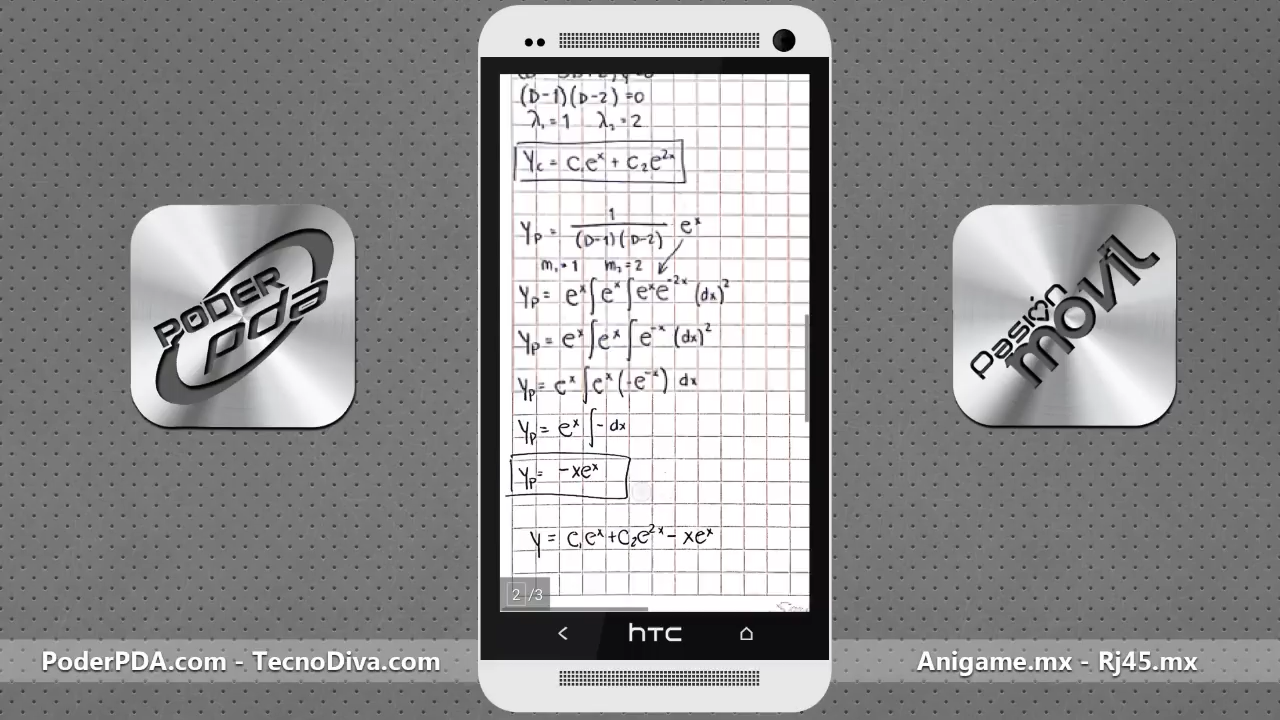 (D-1)(D-2) =0
λ₁=1 λ₂=2
Yc = C₁eˣ + C₂e²ˣ
Yp = 1/((D-1)(D-2)) eˣ
m₁=1 m₂=2
Yp = eˣ∫eˣ∫eˣe⁻²ˣ (dx)²
Yp = eˣ∫eˣ∫e⁻ˣ (dx)²
Yp= eˣ∫eˣ(-e⁻ˣ) dx
Yp= eˣ∫- dx
Yp= -xeˣ
y = C₁eˣ+C₂e²ˣ- xeˣ
2 /3
hTC
PODER
pda
Pasión
movil
PoderPDA.com - TecnoDiva.com
Anigame.mx - Rj45.mx